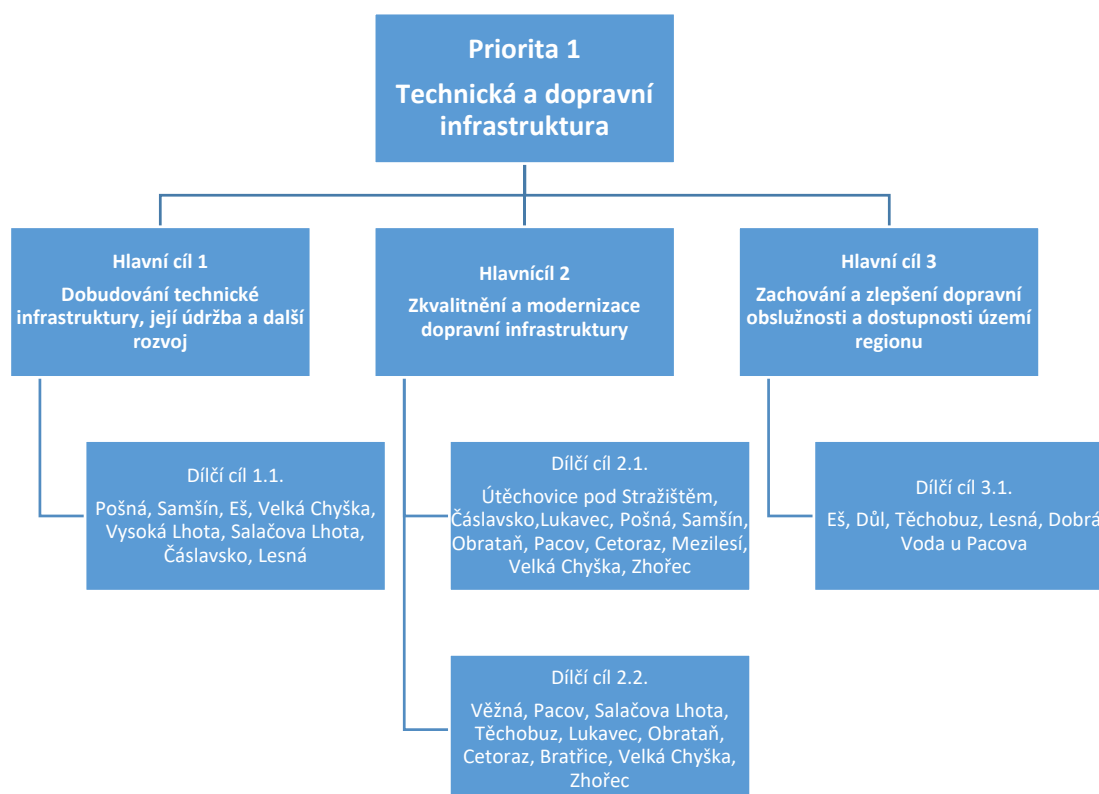 Priorita 1
Technická a dopravní
infrastruktura
Hlavní cíl 1
Dobudování technické
infrastruktury, její údržba a další
rozvoj
Hlavnícíl 2
Zkvalitnění a modernizace
dopravní infrastruktury
Hlavní cíl 3
Zachování a zlepšení dopravní
obslužnosti a dostupnosti území
regionu
Dílčí cíl 1.1.
Pošná, Samšín, Eš, Velká Chyška,
Vysoká Lhota, Salačova Lhota,
Čáslavsko, Lesná
Dílčí cíl 2.1.
Útěchovice pod Stražištěm,
Čáslavsko,Lukavec, Pošná, Samšín,
Obrataň, Pacov, Cetoraz, Mezilesí,
Velká Chyška, Zhořec
Dílčí cíl 3.1.
Eš, Důl, Těchobuz, Lesná, Dobrá
Voda u Pacova
Dílčí cíl 2.2.
Věžná, Pacov, Salačova Lhota,
Těchobuz, Lukavec, Obrataň,
Cetoraz, Bratřice, Velká Chyška,
Zhořec